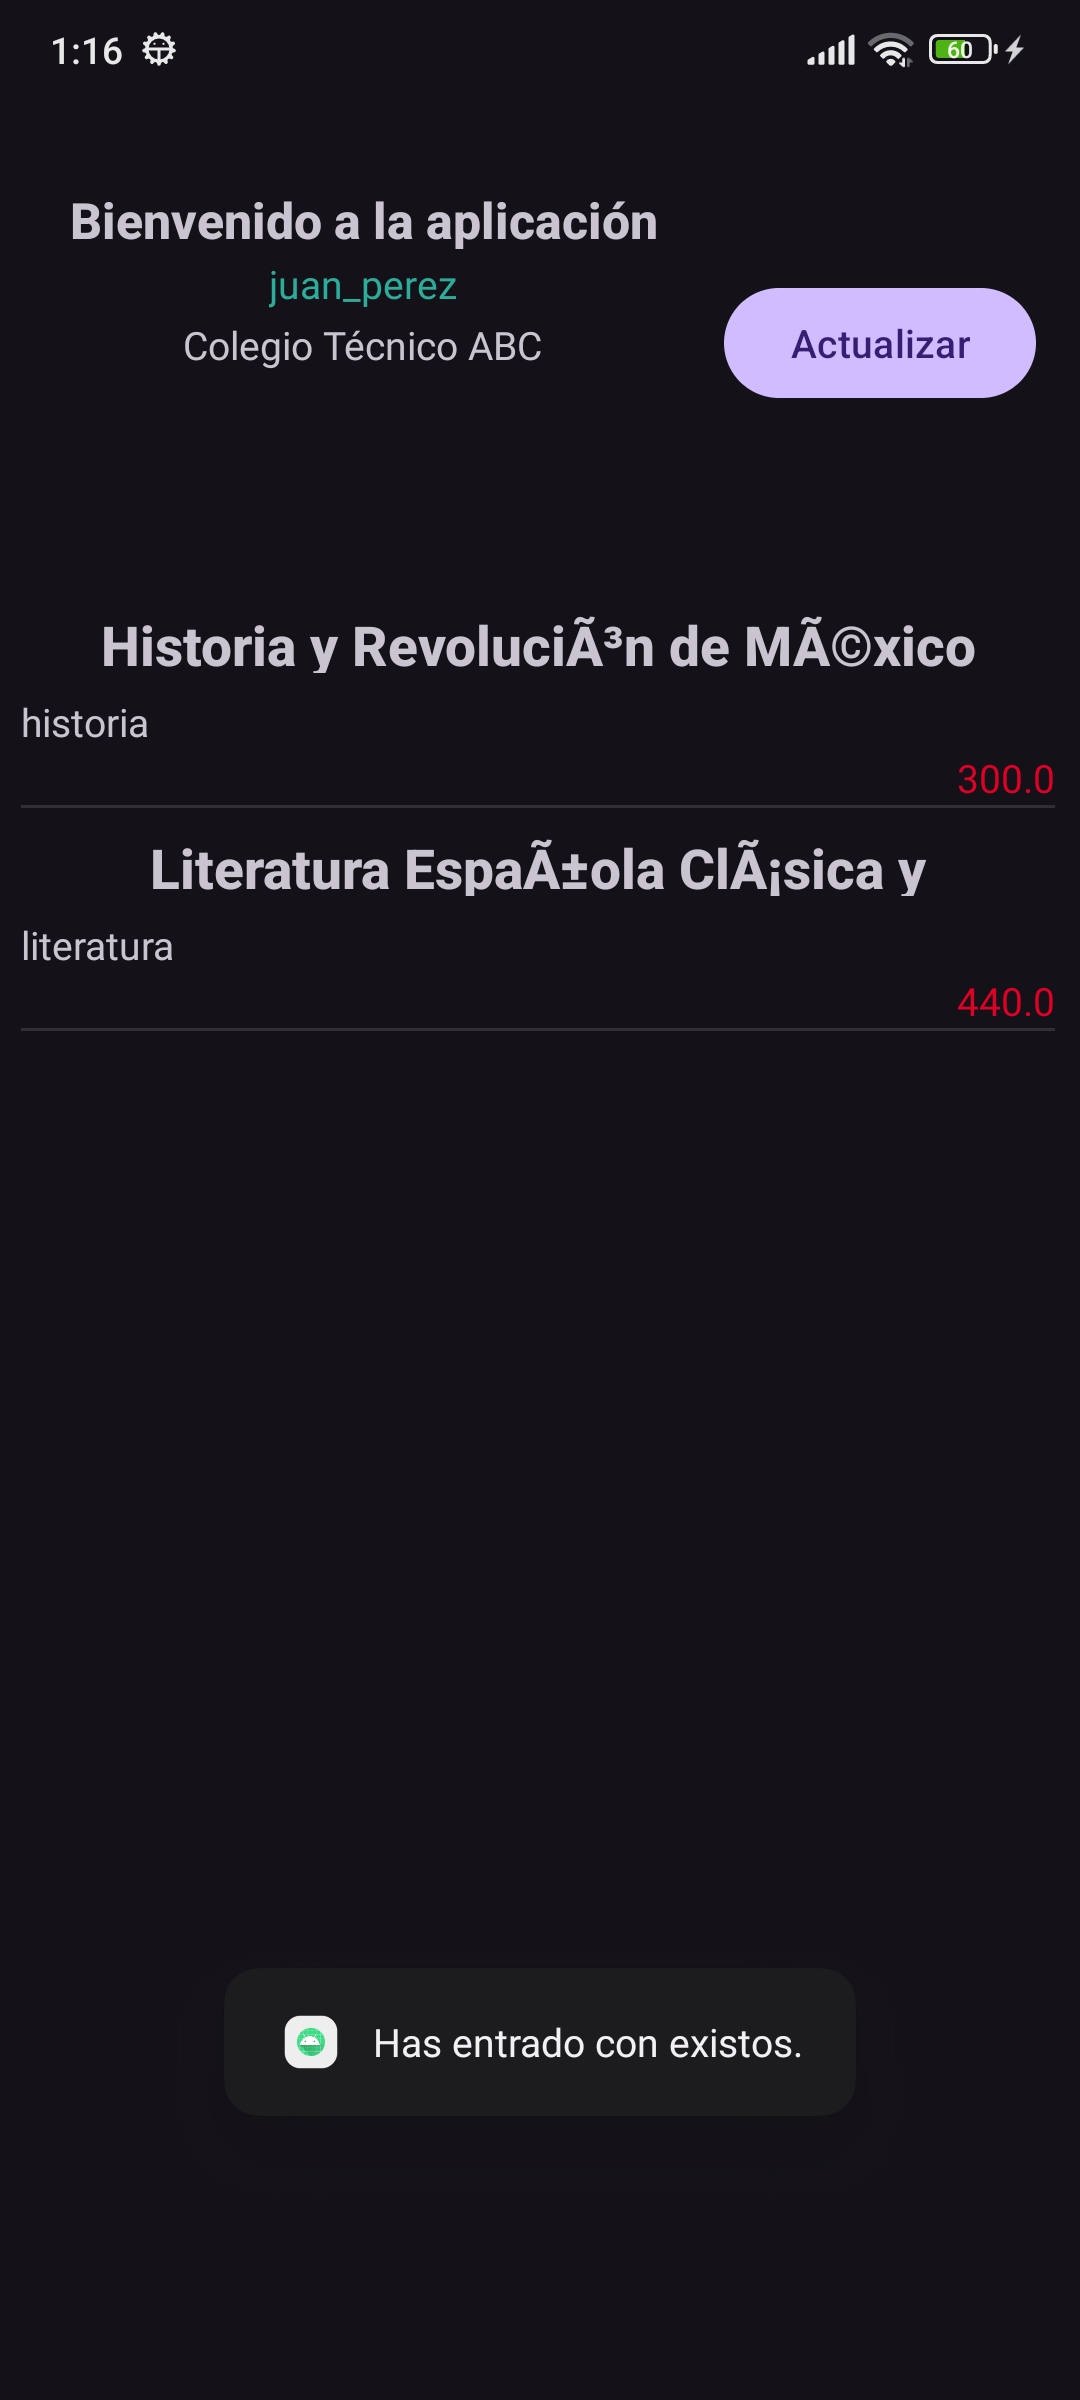 1:16
60
Bienvenido a la aplicación
juan_perez
Colegio Técnico ABC
Actualizar
Historia y RevoluciÃ³n de MÃ©xico
historia
300.0
Literatura EspaÃ±ola ClÃ¡sica y
literatura
440.0
Has entrado con existos.